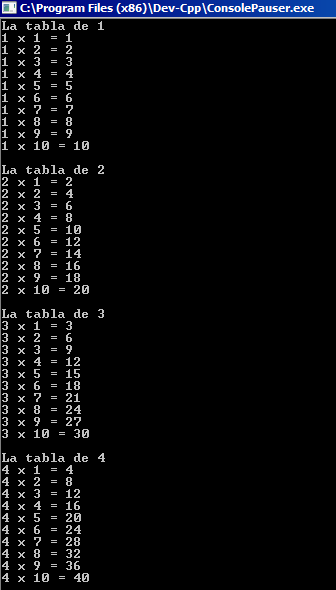 C:\Program Files (x86)\Dev-Cpp\ConsolePauser.exe
La tabla de 1
1 x 1 = 1
1 x 2 = 2
1 x 3 = 3
1 x 4 = 4
1 x 5 = 5
1 x 6 = 6
1 x 7 = 7
1 x 8 = 8
1 x 9 = 9
1 x 10 = 10
La tabla de 2
2 x 1 = 2
2 x 2 = 4
2 x 3 = 6
2 x 4 = 8
2 x 5 = 10
2 x 6 = 12
2 x 7 = 14
2 x 8 = 16
2 x 9 = 18
2 x 10 = 20
La tabla de 3
3 x 1 = 3
3 x 2 = 6
3 x 3 = 9
3 x 4 = 12
3 x 5 = 15
3 x 6 = 18
3 x 7 = 21
3 x 8 = 24
3 x 9 = 27
3 x 10 = 30
La tabla de 4
4 x 1 = 4
4 x 2 = 8
4 x 3 = 12
4 x 4 = 16
4 x 5 = 20
4 x 6 = 24
4 x 7 = 28
4 x 8 = 32
4 x 9 = 36
4 x 10 = 40